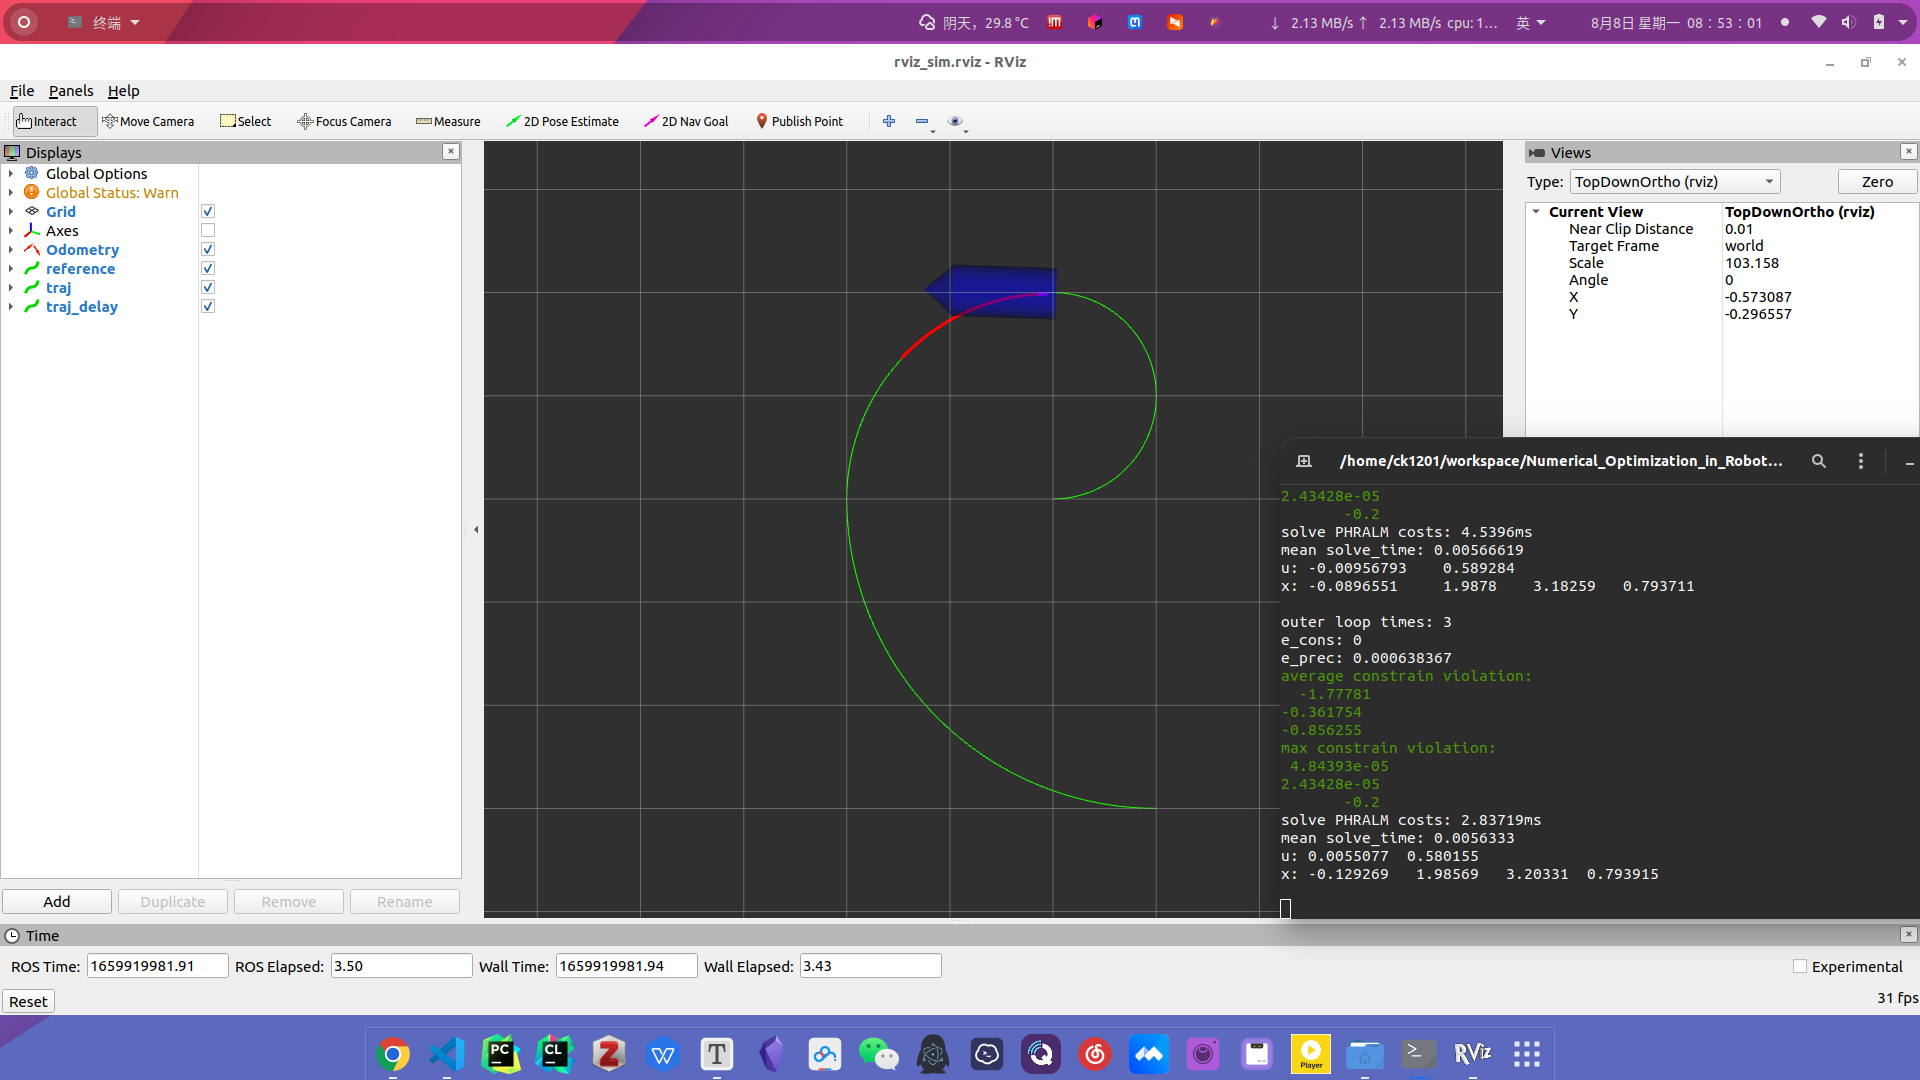 终端
阴天, 29.8 °C
↓ 2.13 MB/s ↑ 2.13 MB/s cpu: 1...
英
8月8日 星期一 08：53：01
rviz_sim.rviz - RViz
File Panels Help
Interact Move Camera Select Focus Camera Measure 2D Pose Estimate 2D Nav Goal Publish Point
Displays
Global Options
Global Status: Warn
Grid
Axes
Odometry
reference
traj
traj_delay
Add Duplicate Remove Rename
Views
Type: TopDownOrtho (rviz) Zero
Current View TopDownOrtho (rviz)
Near Clip Distance 0.01
Target Frame world
Scale 103.158
Angle 0
X -0.573087
Y -0.296557
/home/ck1201/workspace/Numerical_Optimization_in_Robot...
2.43428e-05
-0.2
solve PHRALM costs: 4.5396ms
mean solve_time: 0.00566619
u: -0.00956793 0.589284
x: -0.0896551 1.9878 3.18259 0.793711
outer loop times: 3
e_cons: 0
e_prec: 0.000638367
average constrain violation:
-1.77781
-0.361754
-0.856255
max constrain violation:
4.84393e-05
2.43428e-05
-0.2
solve PHRALM costs: 2.83719ms
mean solve_time: 0.0056333
u: 0.0055077 0.580155
x: -0.129269 1.98569 3.20331 0.793915
Time
ROS Time: 1659919981.91 ROS Elapsed: 3.50 Wall Time: 1659919981.94 Wall Elapsed: 3.43
Experimental
Reset
31 fps
PC
CL
Z
W
T
Player
RViz